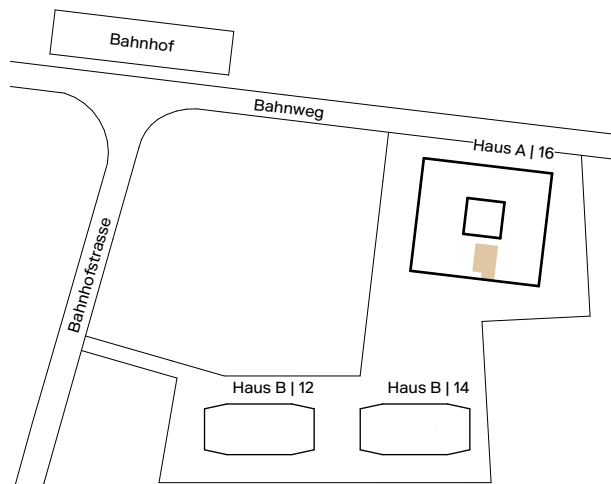 Bahnhof
Bahnweg
Haus A | 16
Bahnhofstrasse
Haus B | 12
Haus B | 14